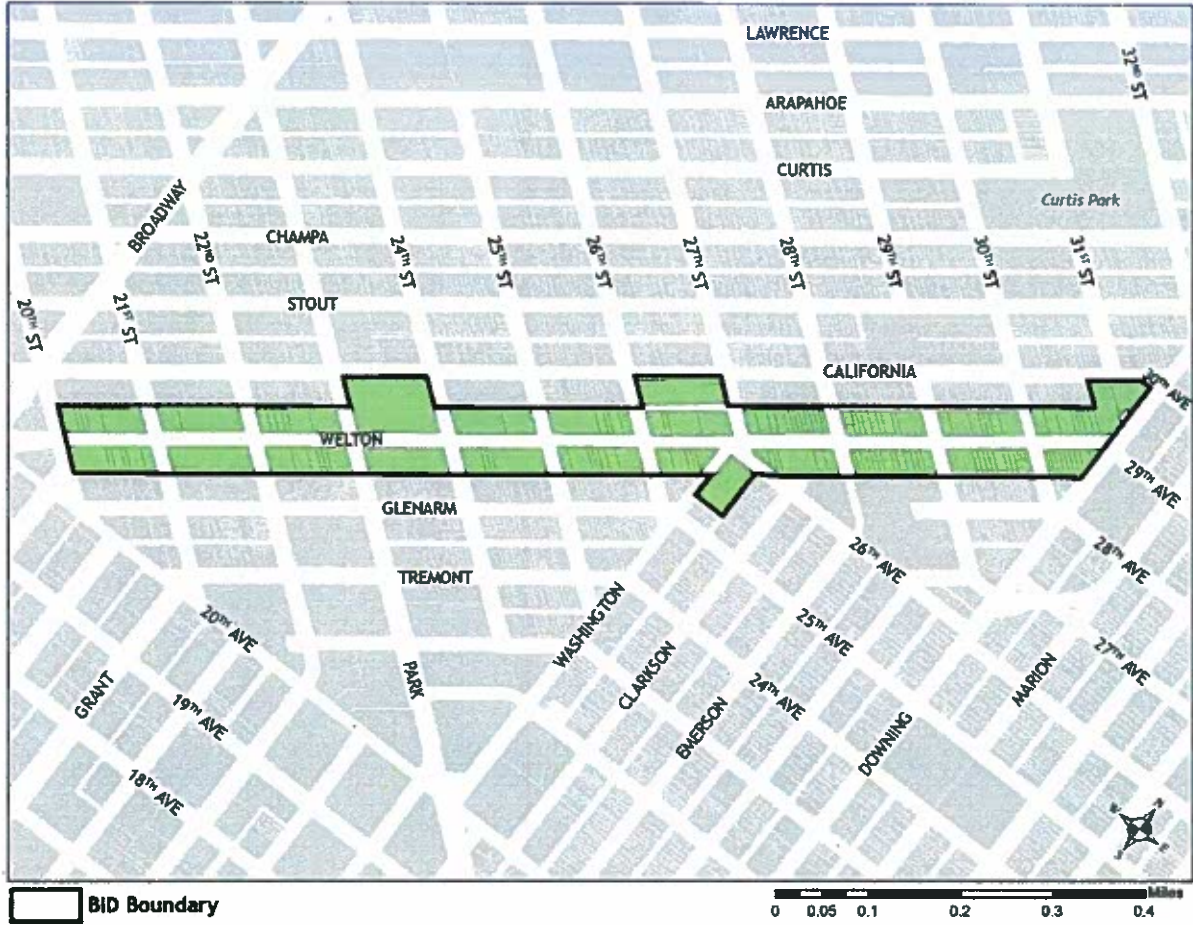 LAWRENCE
32ND ST
ARAPAHOE
CURTIS
Curtis Park
BROADWAY
CHAMPA
22ND ST
24TH ST
25TH ST
26TH ST
27TH ST
28TH ST
29TH ST
30TH ST
31ST ST
STOUT
20TH ST
21ST ST
CALIFORNIA
30TH AVE
WELTON
29TH AVE
GLENARM
26TH AVE
28TH AVE
TREMONT
20TH AVE
WASHINGTON
25TH AVE
27TH AVE
PARK
CLARKSON
MARION
GRANT
19TH AVE
24TH AVE
EMERSON
DOWNING
18TH AVE
W N
S E
BID Boundary
Miles
0 0.05 0.1 0.2 0.3 0.4